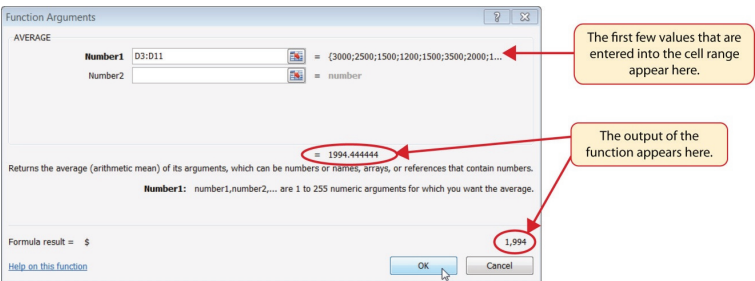 Function Arguments
AVERAGE
Number1 D3:D11 = {3000;2500;1500;1200;1500;3500;2000;1...
Number2 = number
The first few values that are
entered into the cell range
appear here.
= 1994.444444
The output of the
function appears here.
Returns the average (arithmetic mean) of its arguments, which can be numbers or names, arrays, or references that contain numbers.
Number1: number1,number2,... are 1 to 255 numeric arguments for which you want the average.
Formula result = $ 1,994
Help on this function OK Cancel